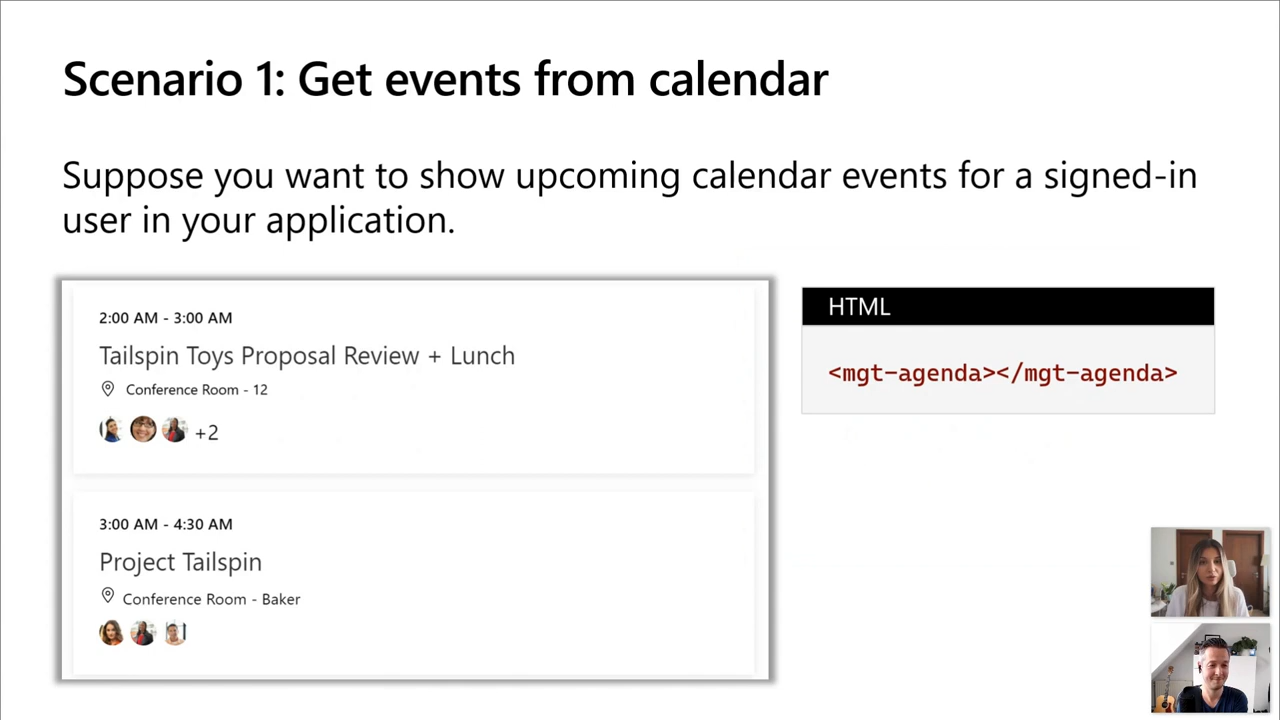 Scenario 1: Get events from calendar
Suppose you want to show upcoming calendar events for a signed-in
user in your application.
2:00 AM - 3:00 AM
Tailspin Toys Proposal Review + Lunch
Conference Room - 12
+2
3:00 AM - 4:30 AM
Project Tailspin
Conference Room - Baker
HTML
<mgt-agenda></mgt-agenda>